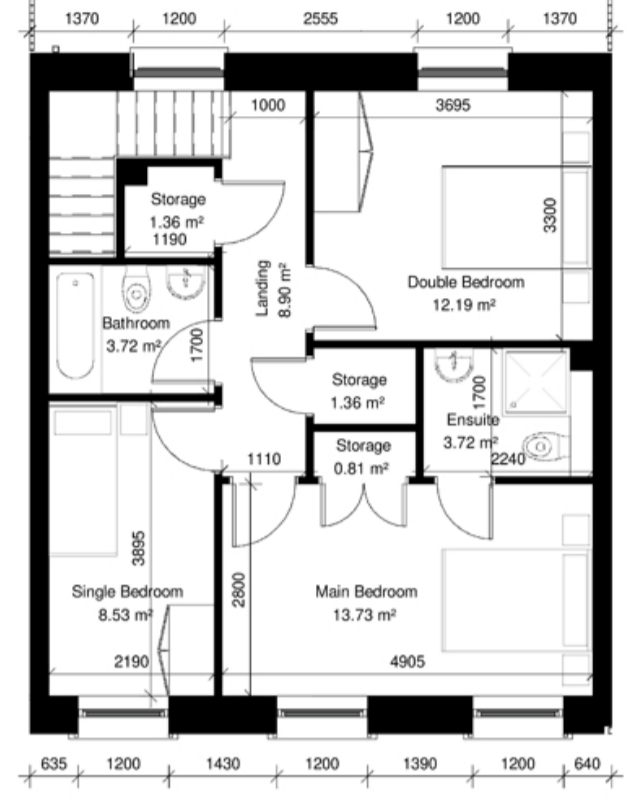 1370 1200 2555 1200 1370
1000 3695
Storage
1.36 m²
1190
3300
Landing
8.90 m²
Double Bedroom
12.19 m²
Bathroom
3.72 m²
1700
Storage
1.36 m²
1700
Ensuite
3.72 m²
2240
Storage
0.81 m²
1110
3895
2800
Single Bedroom
8.53 m²
Main Bedroom
13.73 m²
2190 4905
635 1200 1430 1200 1390 1200 640